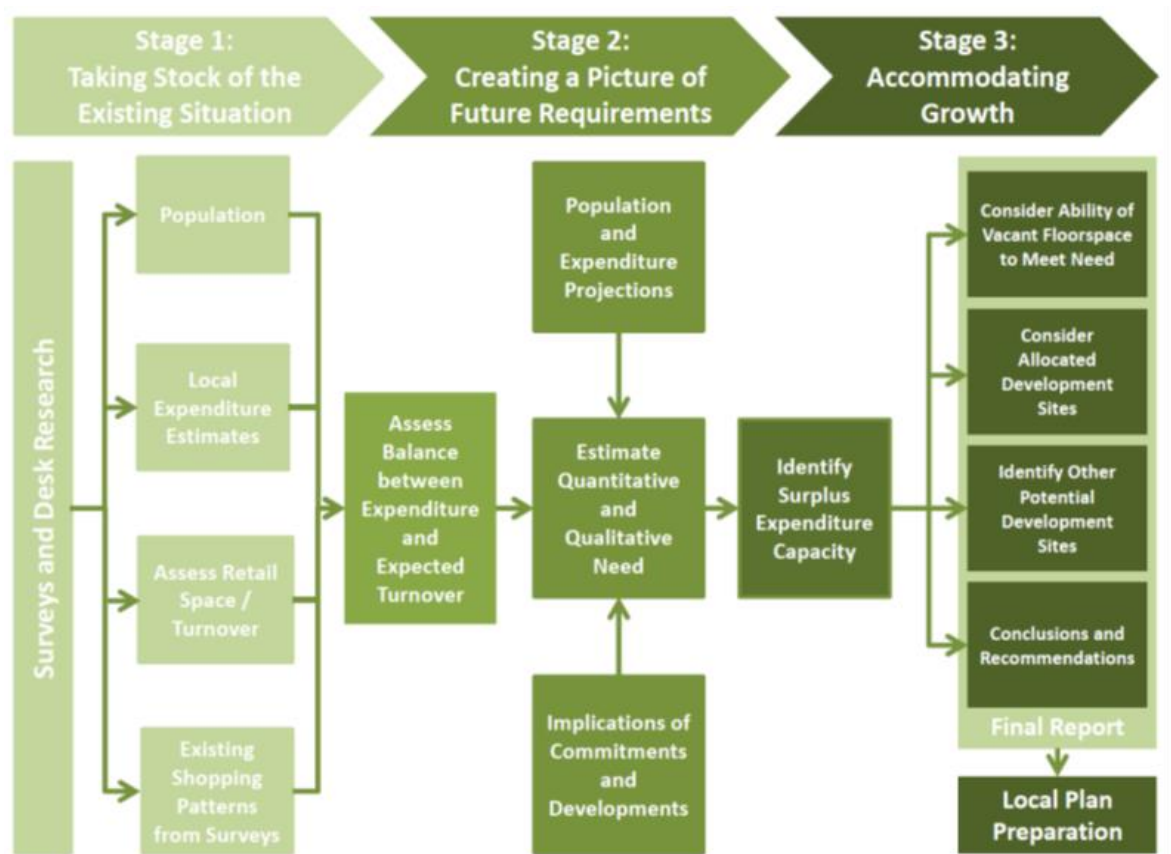 Stage 1:
Taking Stock of the
Existing Situation
Stage 2:
Creating a Picture of
Future Requirements
Stage 3:
Accommodating
Growth
Surveys and Desk Research
Population
Local
Expenditure
Estimates
Assess Retail
Space /
Turnover
Existing
Shopping
Patterns
from Surveys
Assess
Balance
between
Expenditure
and
Expected
Turnover
Population
and
Expenditure
Projections
Estimate
Quantitative
and
Qualitative
Need
Implications of
Commitments
and
Developments
Identify
Surplus
Expenditure
Capacity
Consider Ability of
Vacant Floorspace
to Meet Need
Consider
Allocated
Development
Sites
Identify Other
Potential
Development
Sites
Conclusions and
Recommendations
Final Report
Local Plan
Preparation